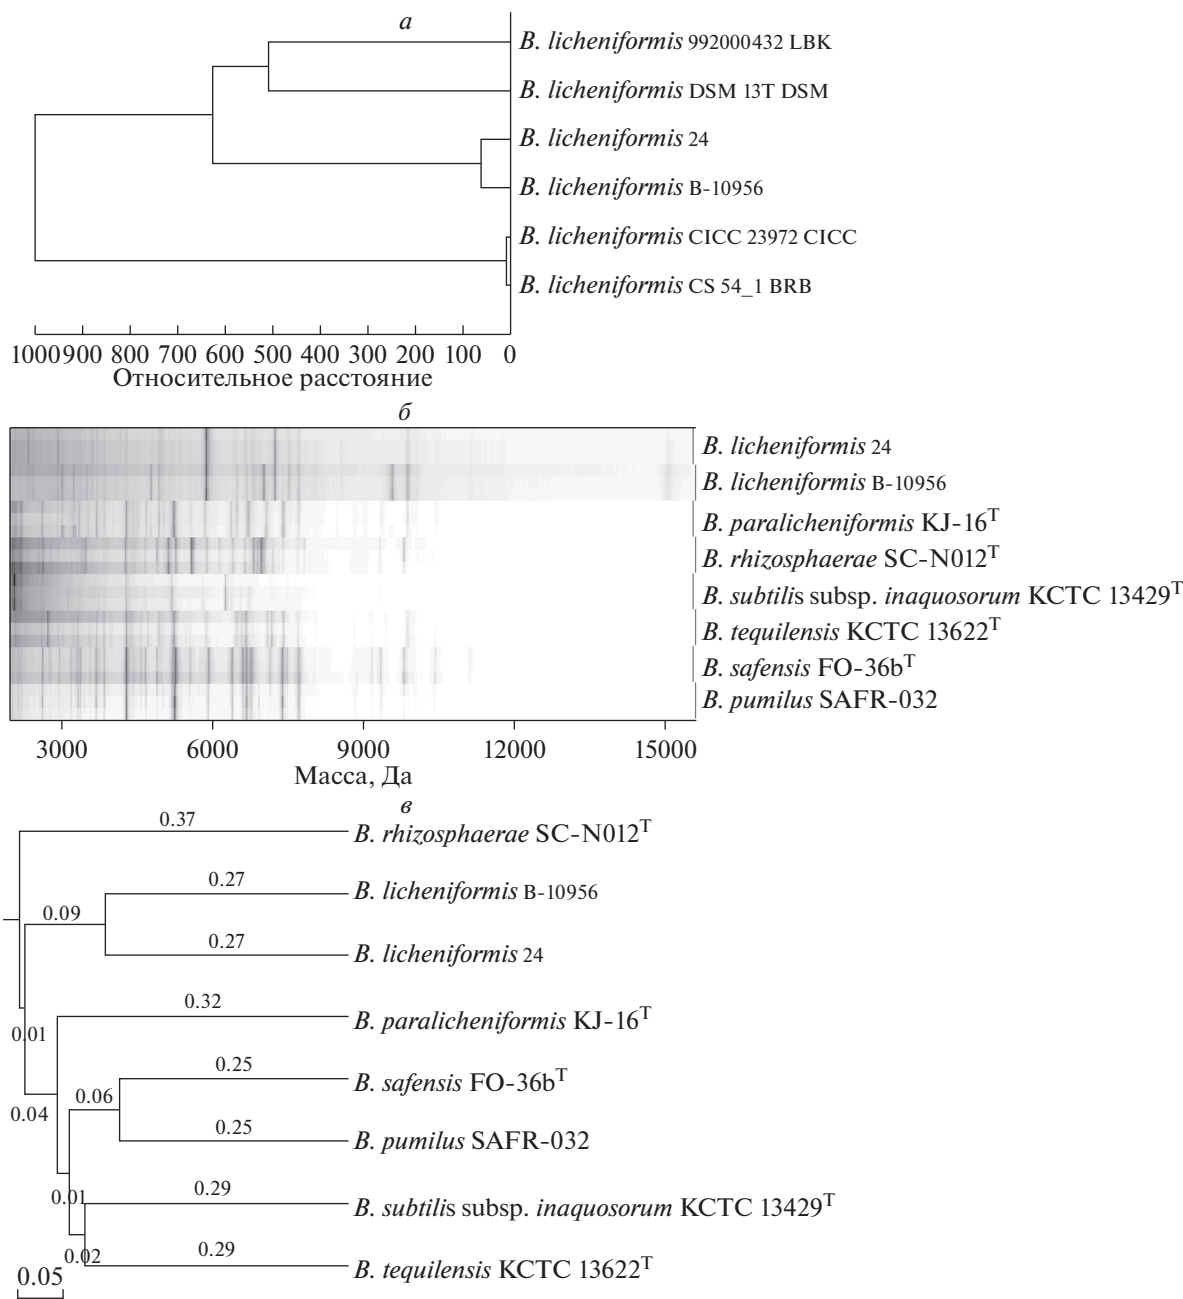 а
B. licheniformis 992000432 LBK
B. licheniformis DSM 13T DSM
B. licheniformis 24
B. licheniformis B-10956
B. licheniformis CICC 23972 CICC
B. licheniformis CS 54_1 BRB
1000 900 800 700 600 500 400 300 200 100 0
Относительное расстояние
б
B. licheniformis 24
B. licheniformis B-10956
B. paralicheniformis KJ-16T
B. rhizosphaerae SC-N012T
B. subtilis subsp. inaquosorum KCTC 13429T
B. tequilensis KCTC 13622T
B. safensis FO-36bT
B. pumilus SAFR-032
3000 6000 9000 12000 15000
Масса, Да
в
0.37
B. rhizosphaerae SC-N012T
0.27
B. licheniformis B-10956
0.09
0.27
B. licheniformis 24
0.32
B. paralicheniformis KJ-16T
0.01
0.25
B. safensis FO-36bT
0.06
0.04
0.25
B. pumilus SAFR-032
0.29
0.01
B. subtilis subsp. inaquosorum KCTC 13429T
0.29
0.02
B. tequilensis KCTC 13622T
0.05